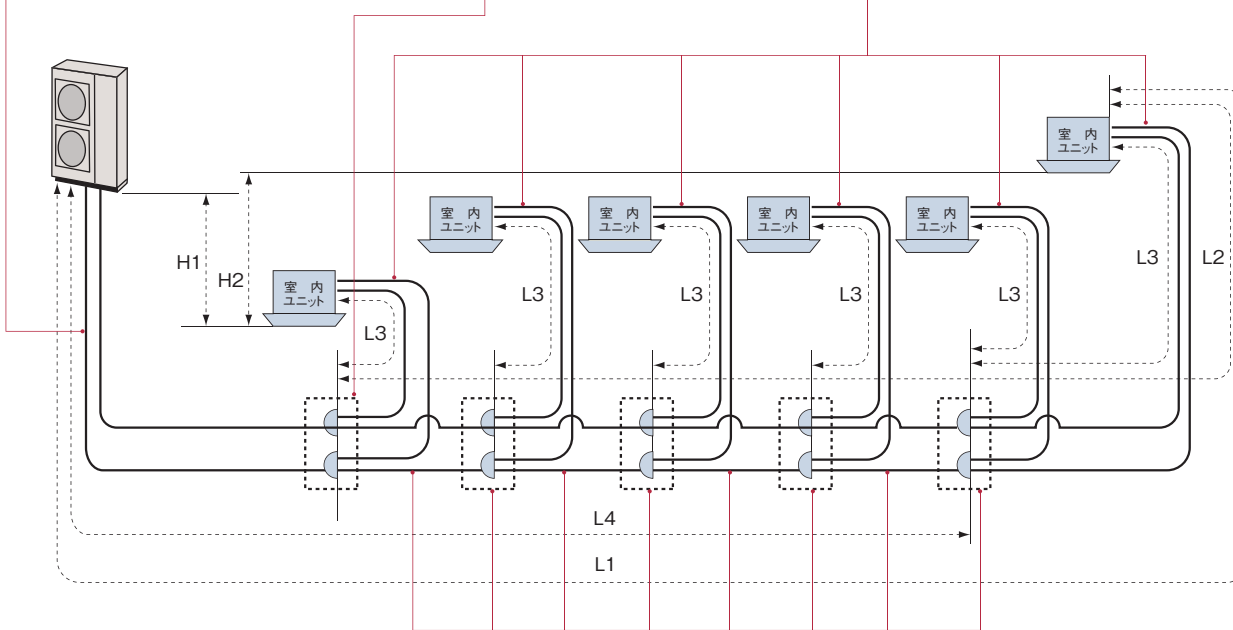 室 内
ユニット
室 内
ユニット
室 内
ユニット
室 内
ユニット
室 内
ユニット
室 内
ユニット
H1
H2
L3
L3
L3
L3
L3
L3
L2
L4
L1